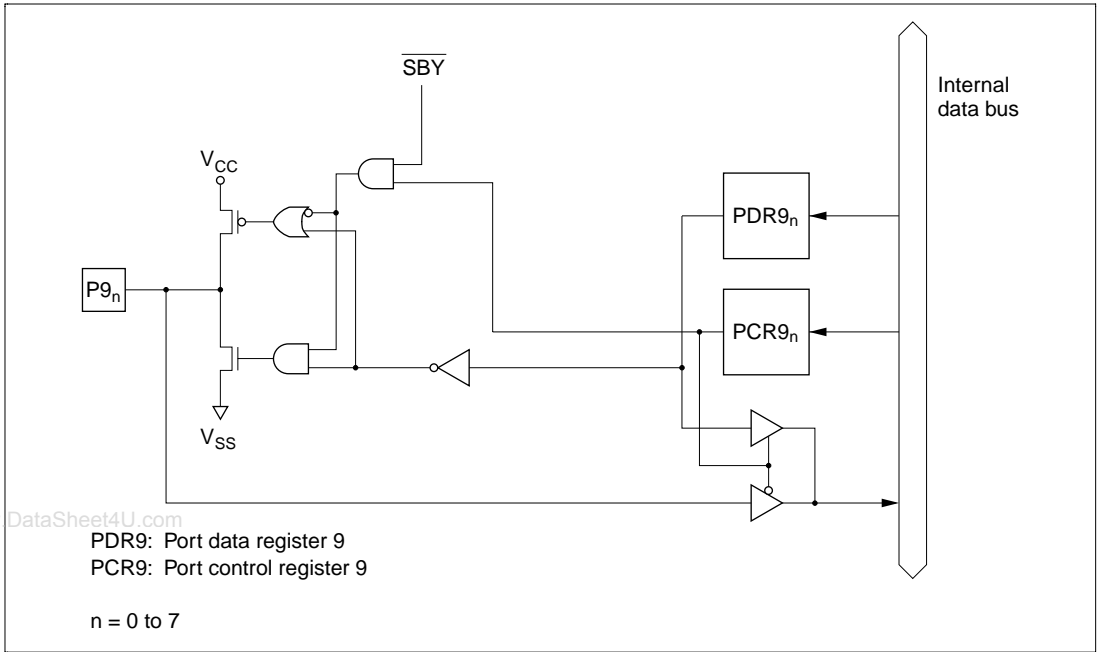 SBY
Internal
data bus
VCC
PDR9n
P9n
PCR9n
VSS
DataSheet4U.com
PDR9: Port data register 9
PCR9: Port control register 9
n = 0 to 7